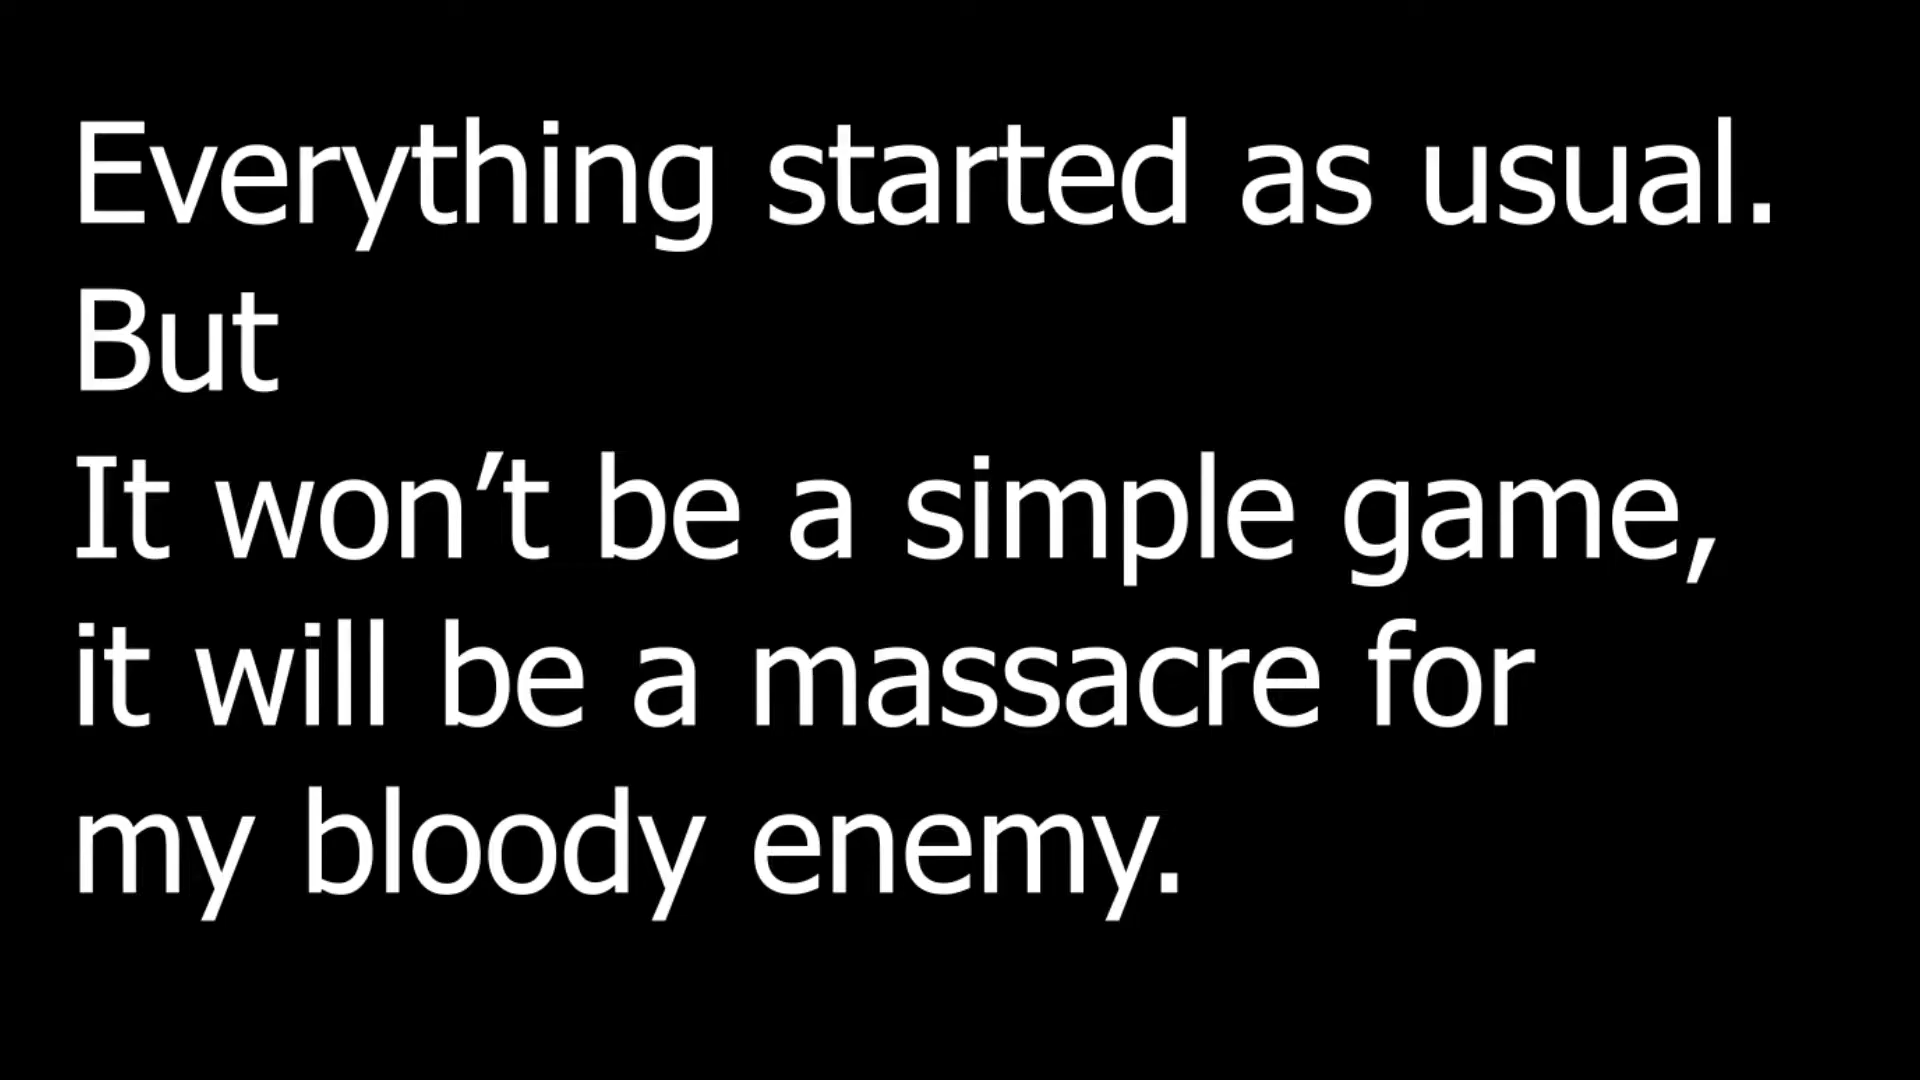 Everything started as usual.
But
It won’t be a simple game,
it will be a massacre for
my bloody enemy.